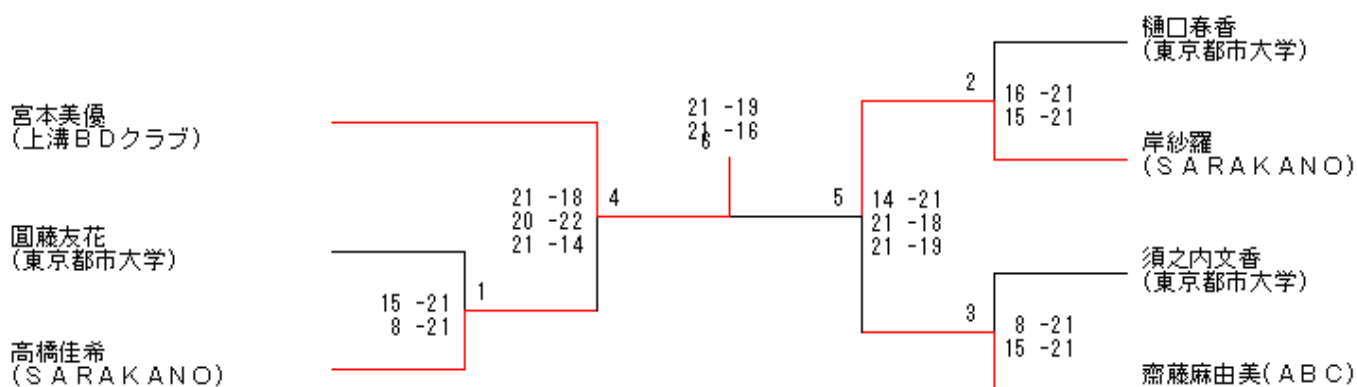 樋口春香
(東京都市大学)
2
16 -21
15 -21
岸紗羅
(ＳＡＲＡＫＡＮＯ)
宮本美優
(上溝ＢＤクラブ)
21 -19
21 -16
6
21 -18
20 -22
21 -14
4
5
14 -21
21 -18
21 -19
圓藤友花
(東京都市大学)
須之内文香
(東京都市大学)
15 -21
8 -21
1
3
8 -21
15 -21
高橋佳希
(ＳＡＲＡＫＡＮＯ)
齋藤麻由美(ＡＢＣ)